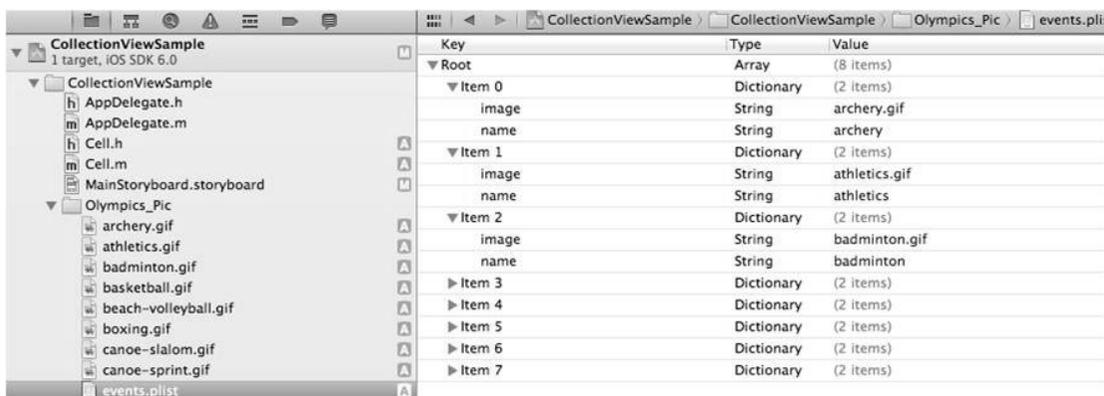 CollectionViewSample
1 target, iOS SDK 6.0
M
CollectionViewSample
h AppDelegate.h
m AppDelegate.m
h Cell.h A
m Cell.m A
MainStoryboard.storyboard M
Olympics_Pic
archery.gif A
athletics.gif A
badminton.gif A
basketball.gif A
beach-volleyball.gif A
boxing.gif A
canoe-slalom.gif A
canoe-sprint.gif A
events.plist A
CollectionViewSample CollectionViewSample Olympics_Pic events.plis
Key Type Value
Root Array (8 items)
Item 0 Dictionary (2 items)
image String archery.gif
name String archery
Item 1 Dictionary (2 items)
image String athletics.gif
name String athletics
Item 2 Dictionary (2 items)
image String badminton.gif
name String badminton
Item 3 Dictionary (2 items)
Item 4 Dictionary (2 items)
Item 5 Dictionary (2 items)
Item 6 Dictionary (2 items)
Item 7 Dictionary (2 items)